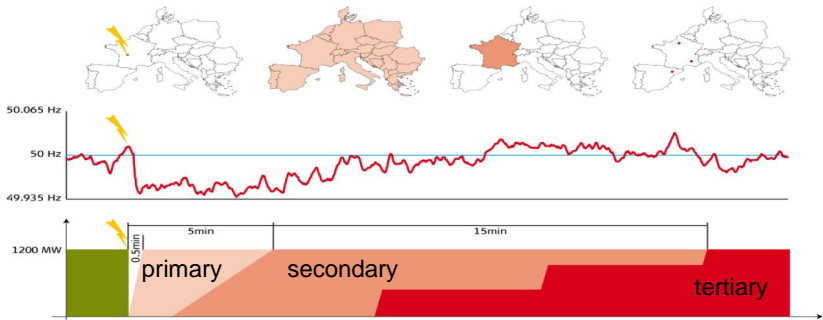 50.065 Hz
50 Hz
49.935 Hz
5min
15min
0.5min
1200 MW
primary
secondary
tertiary